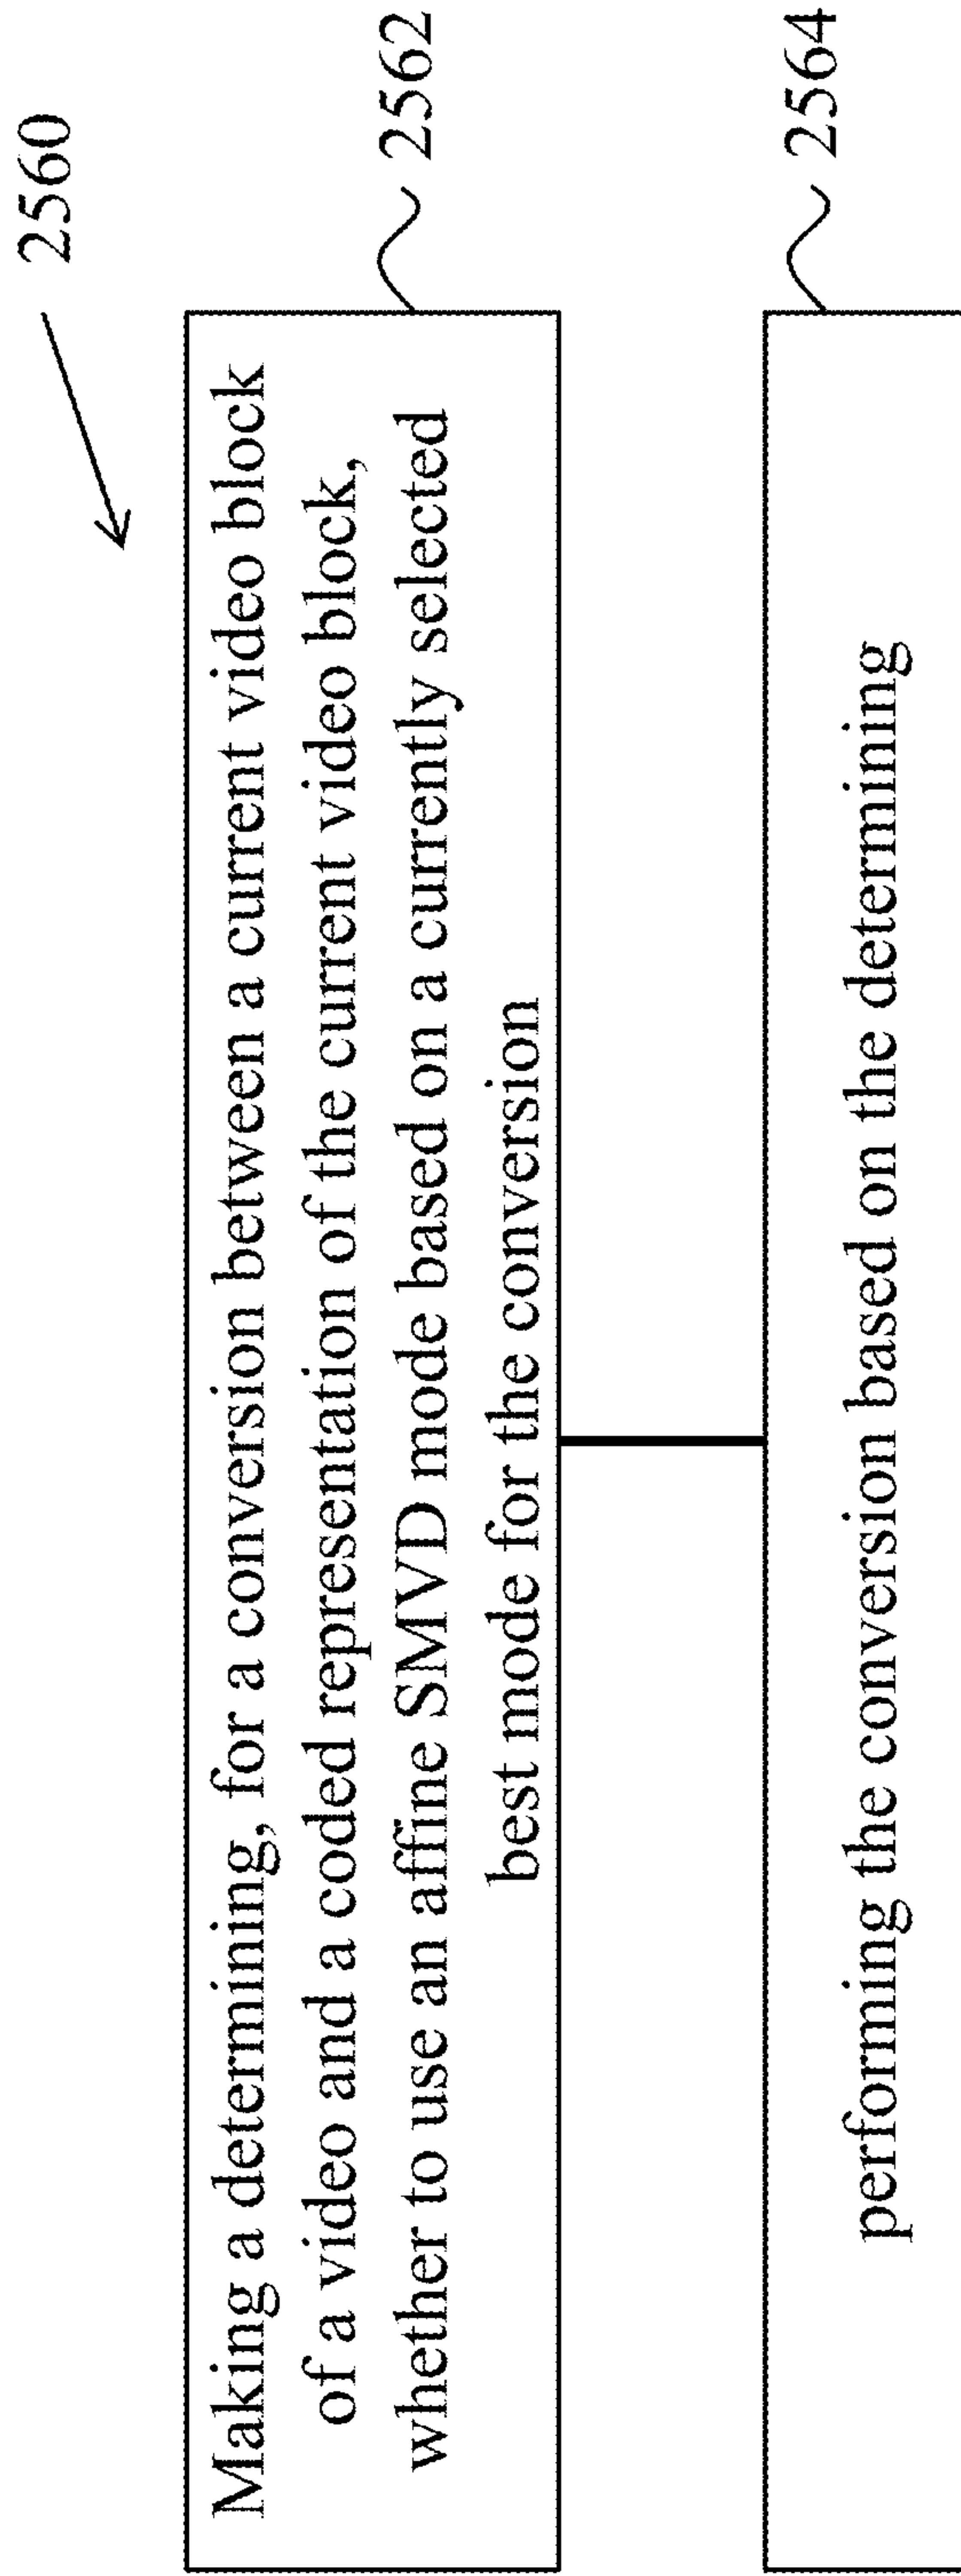 2560
Making a determining, for a conversion between a current video block
of a video and a coded representation of the current video block,
whether to use an affine SMVD mode based on a currently selected
best mode for the conversion
2562
performing the conversion based on the determining
2564